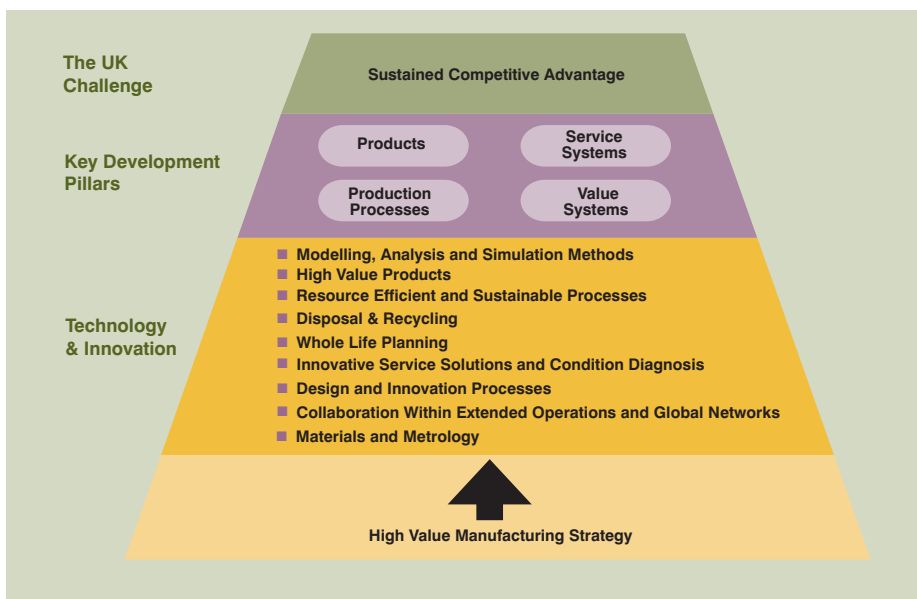 The UK
Challenge
Sustained Competitive Advantage
Key Development
Pillars
Products
Service
Systems
Production
Processes
Value
Systems
Technology
& Innovation
Modelling, Analysis and Simulation Methods
High Value Products
Resource Efficient and Sustainable Processes
Disposal & Recycling
Whole Life Planning
Innovative Service Solutions and Condition Diagnosis
Design and Innovation Processes
Collaboration Within Extended Operations and Global Networks
Materials and Metrology
High Value Manufacturing Strategy